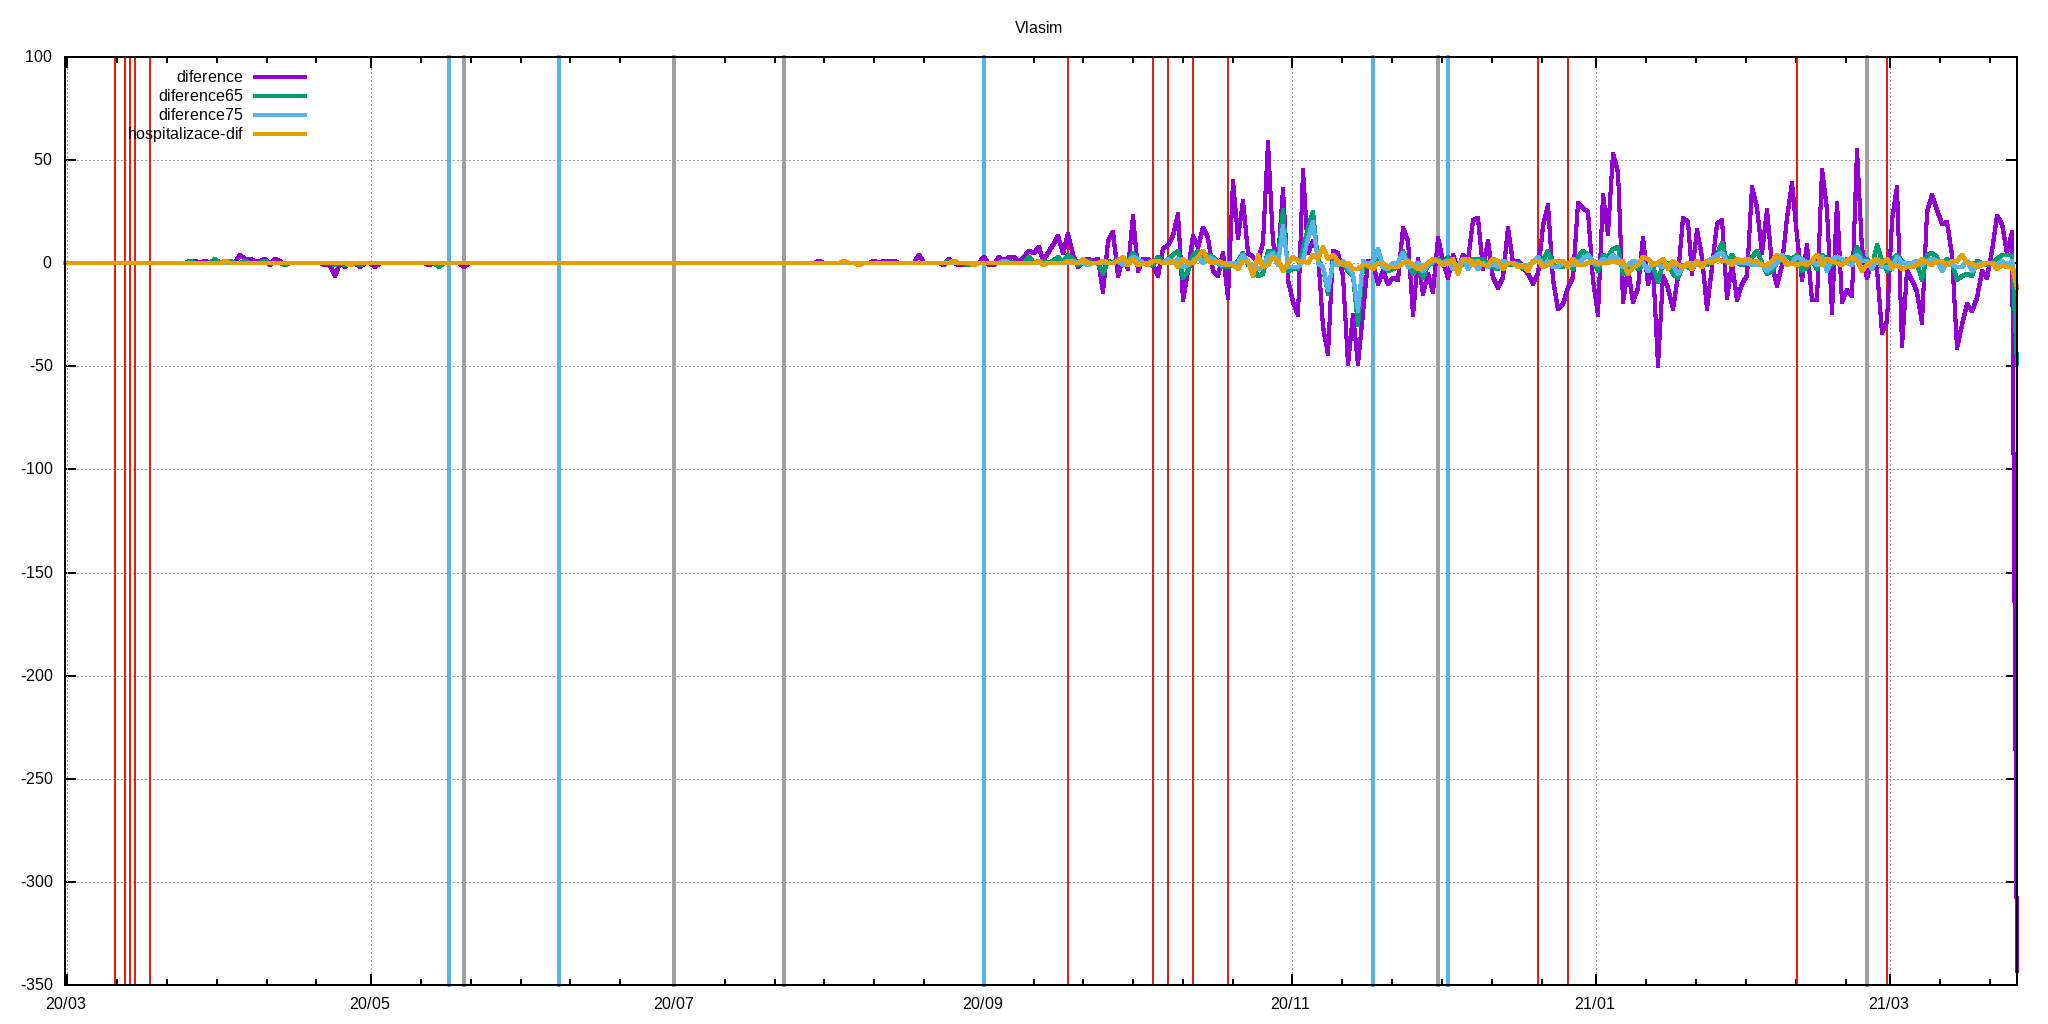 Vlasim
100
50
0
-50
-100
-150
-200
-250
-300
-350
diference
diference65
diference75
hospitalizace-dif
20/03 20/05 20/07 20/09 20/11 21/01 21/03